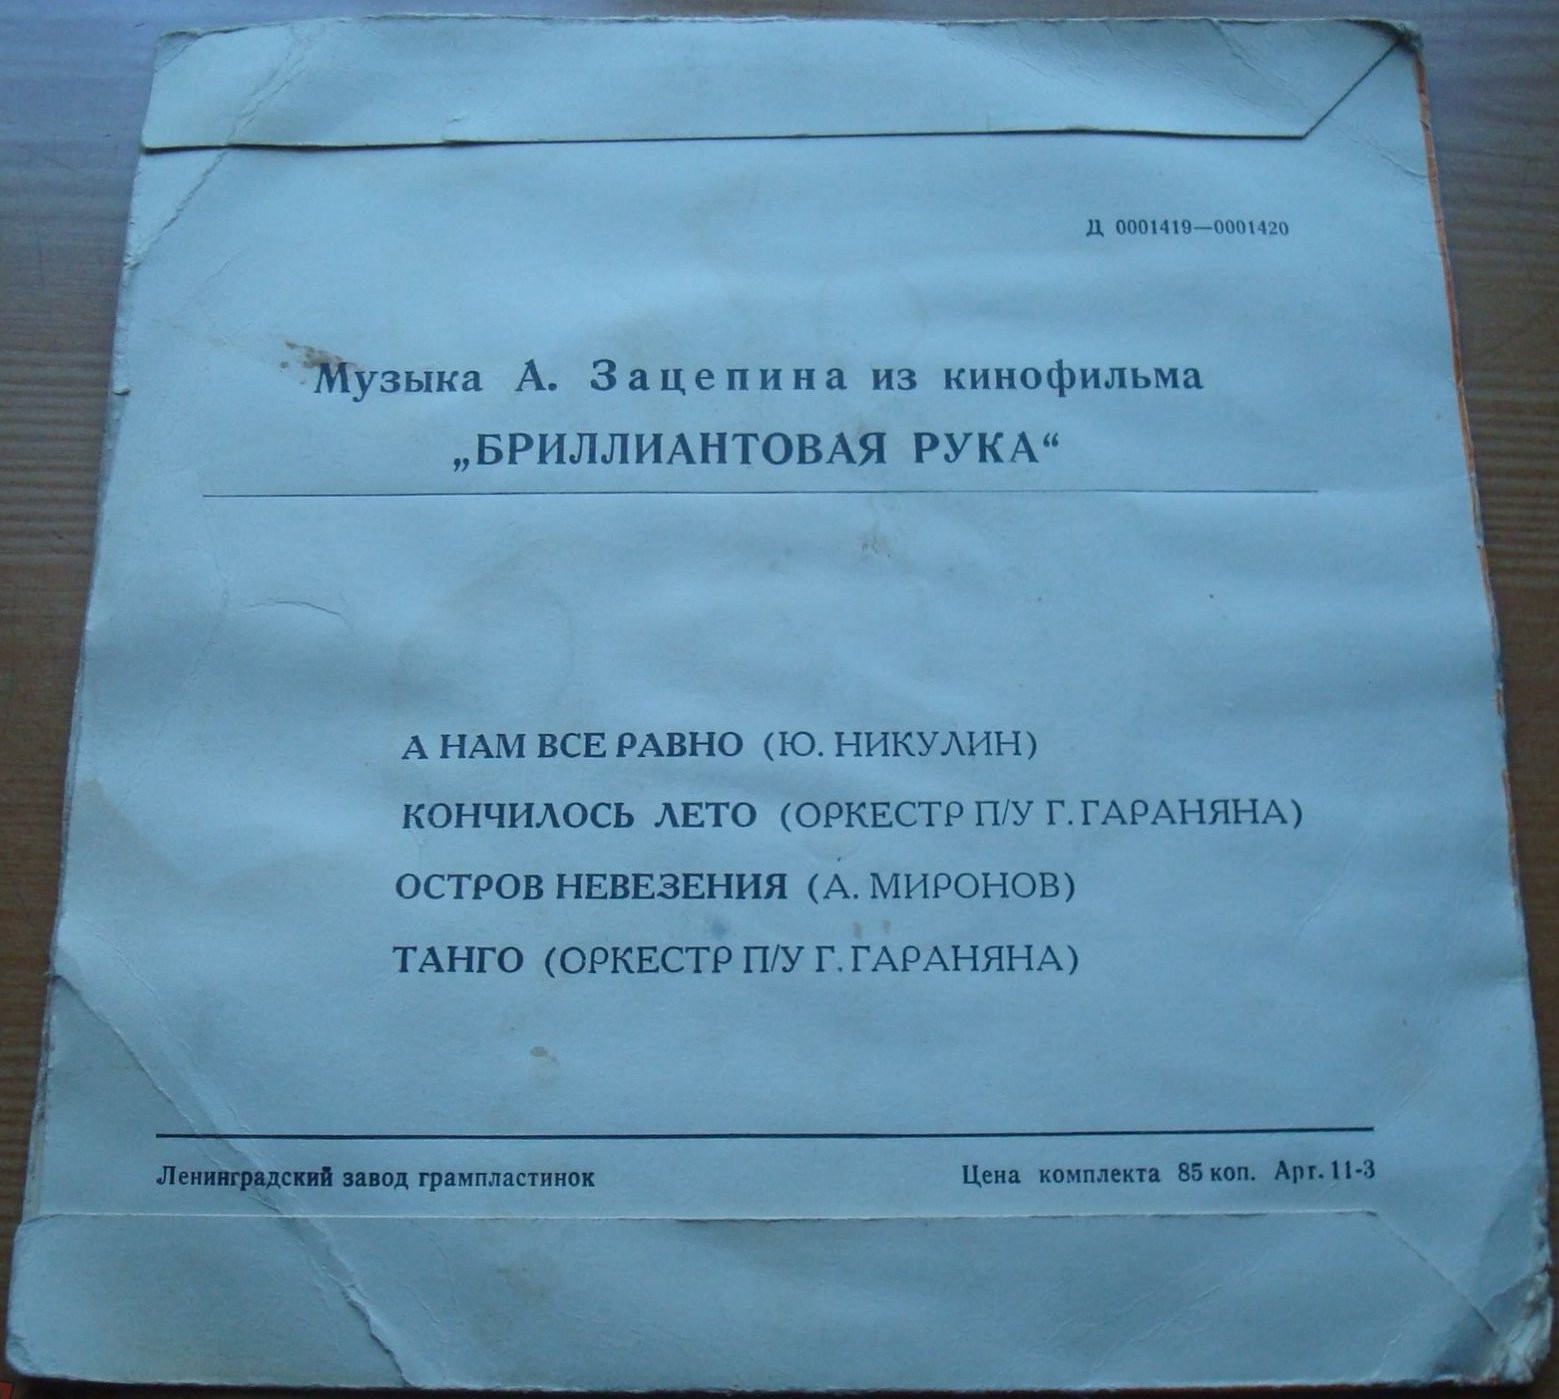 Д 0001419—0001420
Музыка А. Зацепина из кинофильма
„БРИЛЛИАНТОВАЯ РУКА“
А НАМ ВСЕ РАВНО (Ю. НИКУЛИН)
КОНЧИЛОСЬ ЛЕТО (ОРКЕСТР П/У Г. ГАРАНЯНА)
ОСТРОВ НЕВЕЗЕНИЯ (А. МИРОНОВ)
ТАНГО (ОРКЕСТР П/У Г. ГАРАНЯНА)
Ленинградский завод грампластинок
Цена комплекта 85 коп. Арт. 11-3